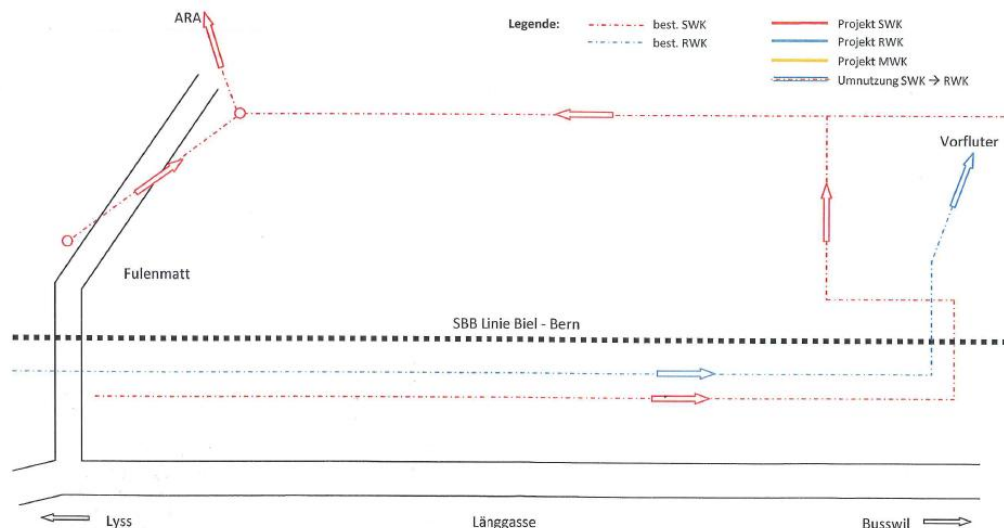 ARA
Legende:
best. SWK
best. RWK
Projekt SWK
Projekt RWK
Projekt MWK
Umnutzung SWK → RWK
Vorfluter
Fulenmatt
SBB Linie Biel - Bern
Lyss
Länggasse
Busswil